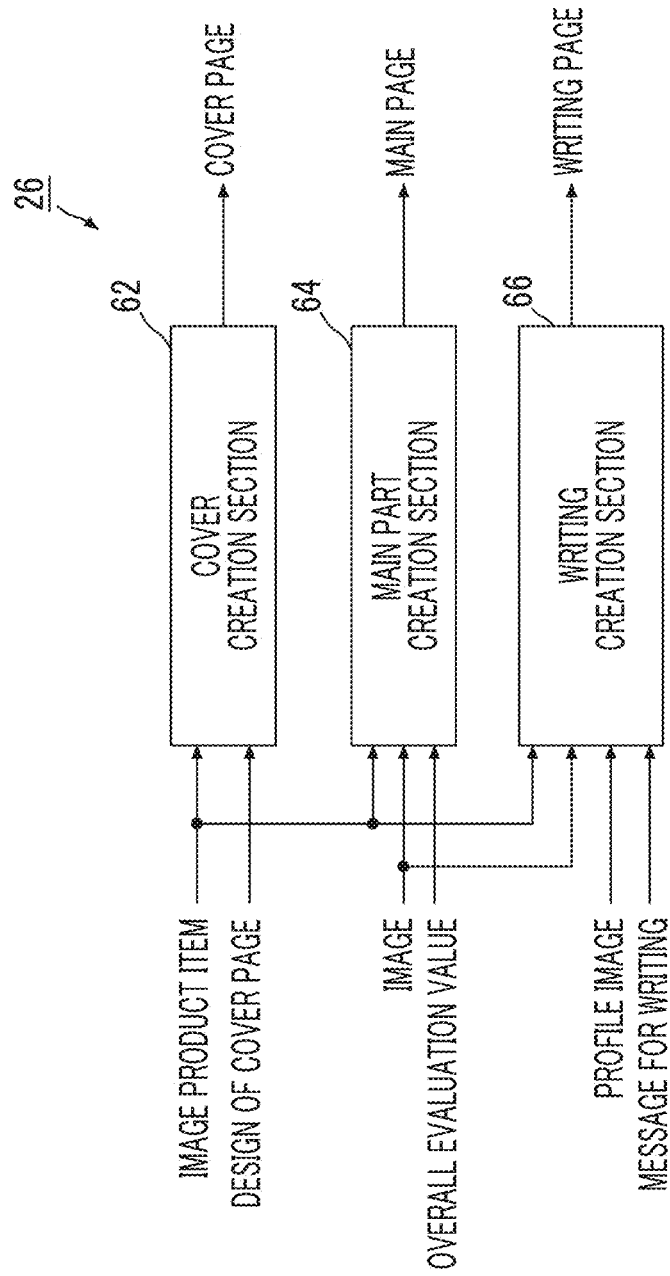 26
62
IMAGE PRODUCT ITEM
DESIGN OF COVER PAGE
COVER
CREATION SECTION
COVER PAGE
64
IMAGE
OVERALL EVALUATION VALUE
MAIN PART
CREATION SECTION
MAIN PAGE
66
PROFILE IMAGE
MESSAGE FOR WRITING
WRITING
CREATION SECTION
WRITING PAGE